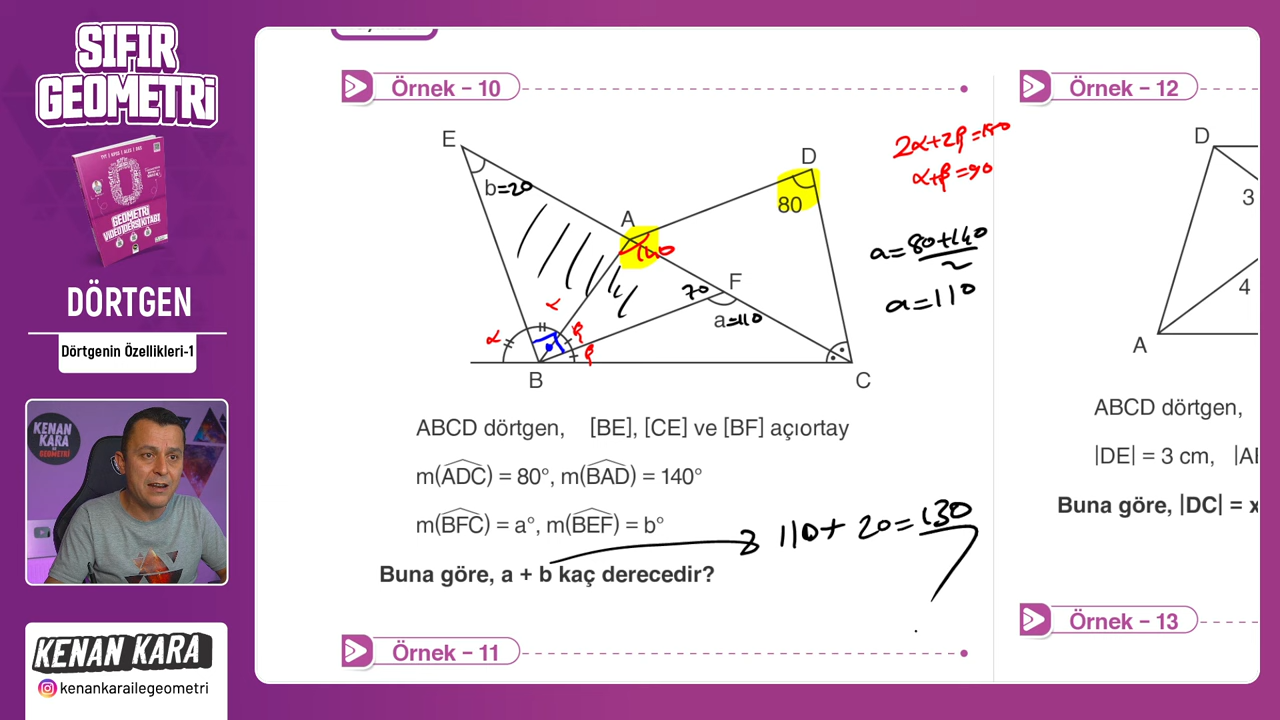 SIFIR
GEOMETRİ
GEOMETRİ
VİDEO DERS KİTABI
DÖRTGEN
Dörtgenin Özellikleri-1
KENAN
KARA
GEOMETRİ
KENAN KARA
kenankarailegeometri
Örnek – 10
E
b=20
A
140
D
80
F
70
a=110
α
α
β
β
B
C
2α+2β=180
α+β=90
a=80+140
2
a=110
ABCD dörtgen, [BE], [CE] ve [BF] açıortay
m(ADC) = 80°, m(BAD) = 140°
m(BFC) = a°, m(BEF) = b°
110+20=130
Buna göre, a + b kaç derecedir?
Örnek – 11
Örnek – 12
D
3
4
A
ABCD dörtgen,
|DE| = 3 cm,
Buna göre, |DC| = x
Örnek – 13